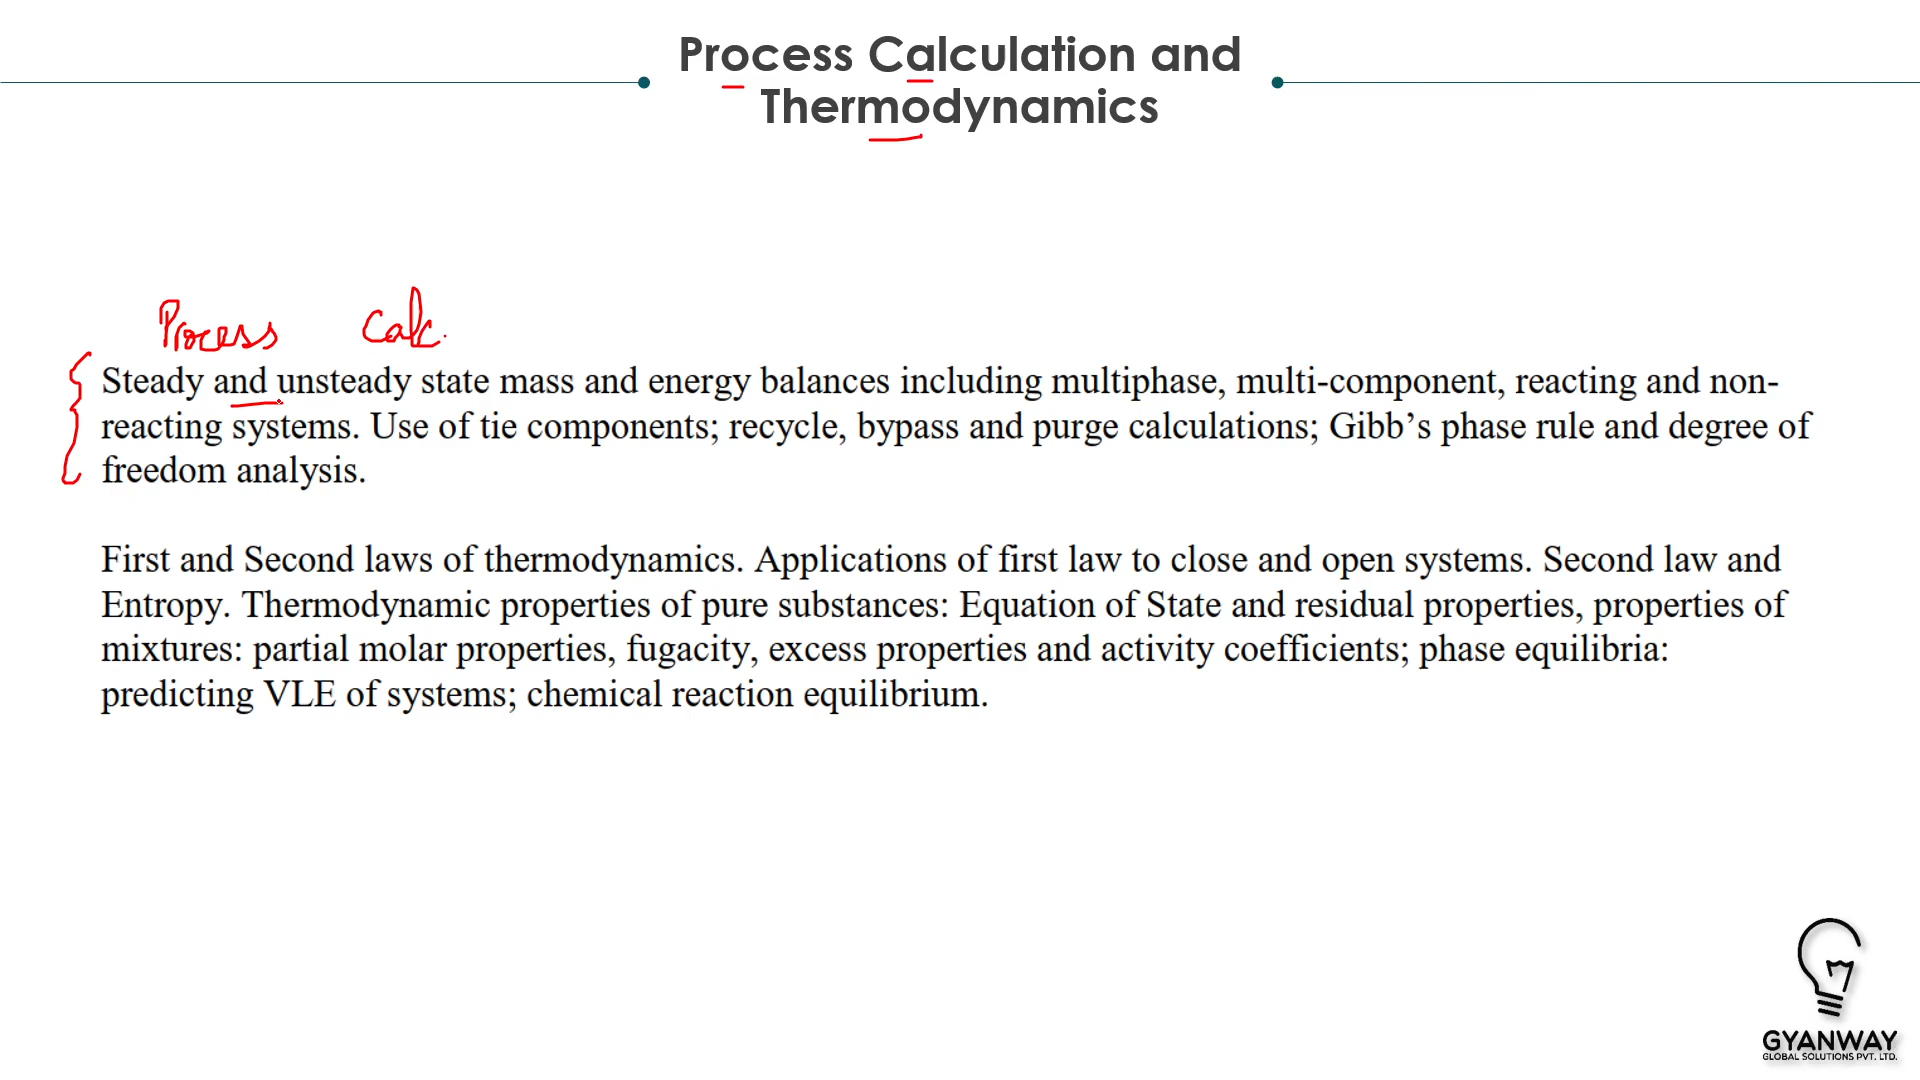 Process Calculation and
Thermodynamics
Process Calc.
Steady and unsteady state mass and energy balances including multiphase, multi-component, reacting and non-
reacting systems. Use of tie components; recycle, bypass and purge calculations; Gibb’s phase rule and degree of
freedom analysis.
First and Second laws of thermodynamics. Applications of first law to close and open systems. Second law and
Entropy. Thermodynamic properties of pure substances: Equation of State and residual properties, properties of
mixtures: partial molar properties, fugacity, excess properties and activity coefficients; phase equilibria:
predicting VLE of systems; chemical reaction equilibrium.
GYANWAY
GLOBAL SOLUTIONS PVT. LTD.